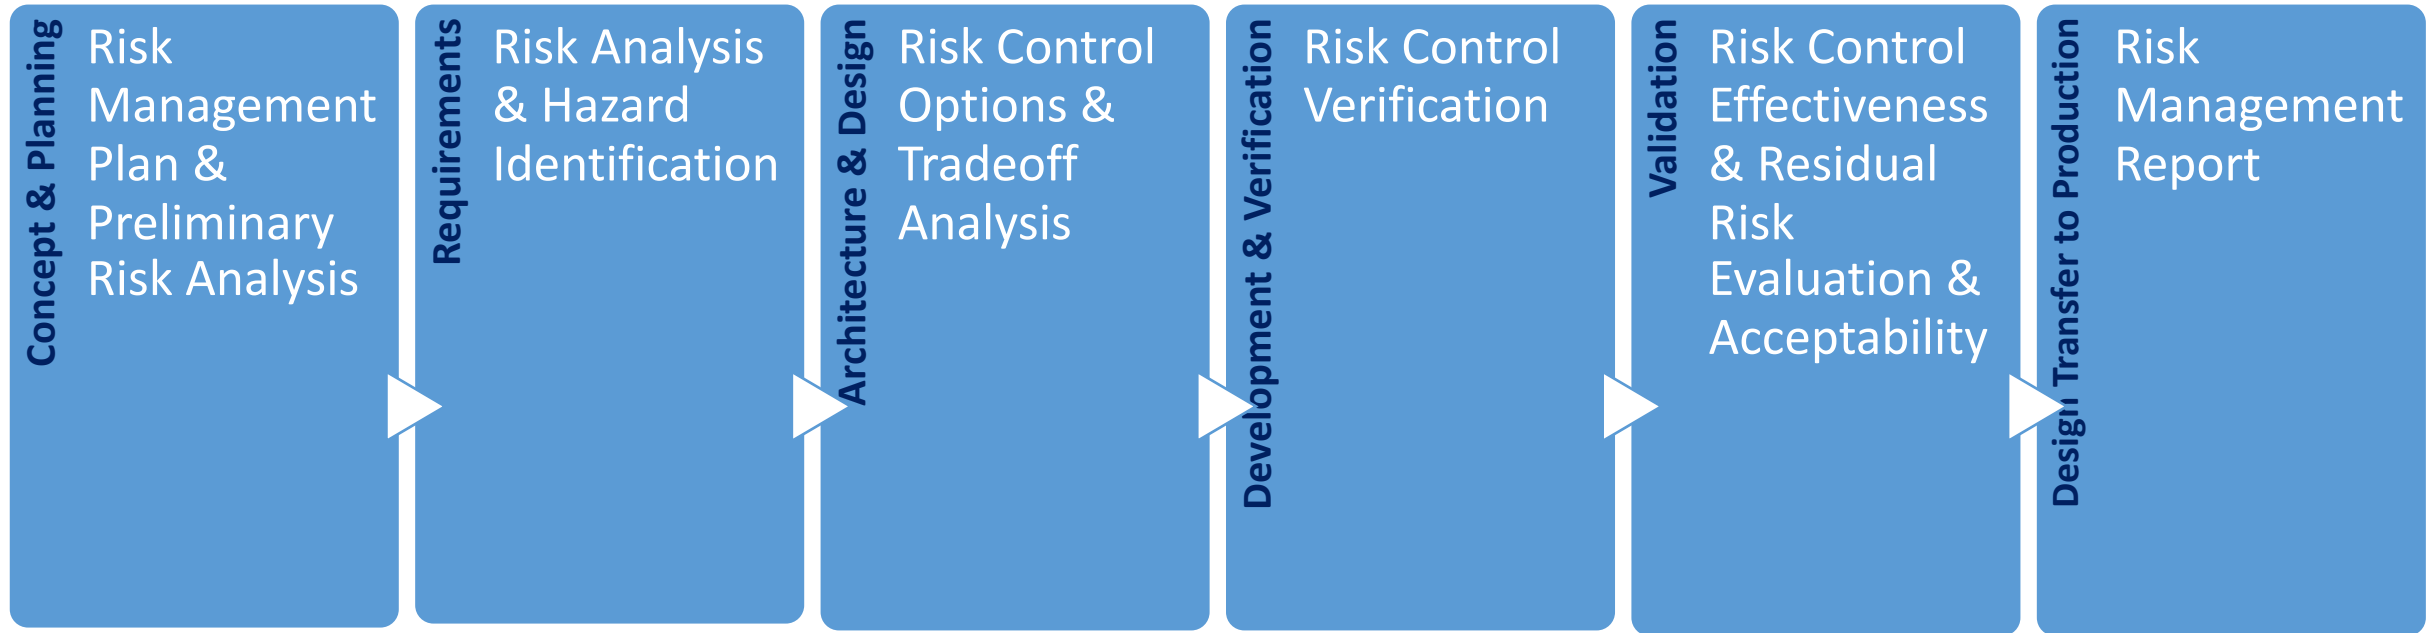 Concept & Planning
Risk
Management
Plan &
Preliminary
Risk Analysis
Requirements
Risk Analysis
& Hazard
Identification
Architecture & Design
Risk Control
Options &
Tradeoff
Analysis
Development & Verification
Risk Control
Verification
Validation
Risk Control
Effectiveness
& Residual
Risk
Evaluation &
Acceptability
Design Transfer to Production
Risk
Management
Report